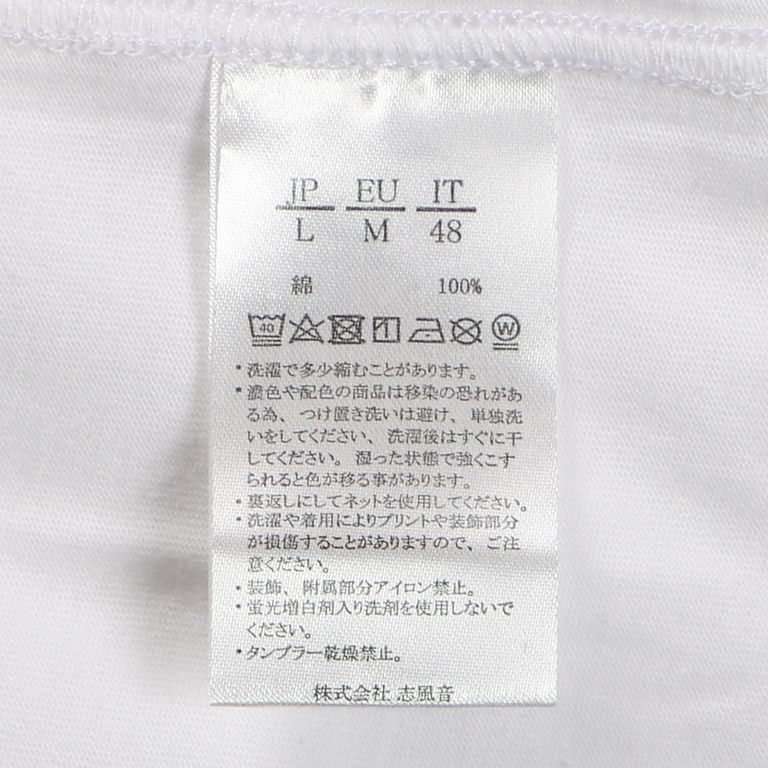 JP EU IT
L M 48
綿 100%
40 W
・洗濯で多少縮むことがあります。
・濃色や配色の商品は移染の恐れがあ
る為、つけ置き洗いは避け、単独洗
いをしてください、洗濯後はすぐに干
してください。湿った状態で強くこす
られると色が移る事があります。
・裏返しにしてネットを使用してください。
・洗濯や着用によりプリントや装飾部分
が損傷することがありますので、ご注
意ください。
・装飾、附属部分アイロン禁止。
・蛍光増白剤入り洗剤を使用しないで
ください。
・タンブラー乾燥禁止。
株式会社 志風音